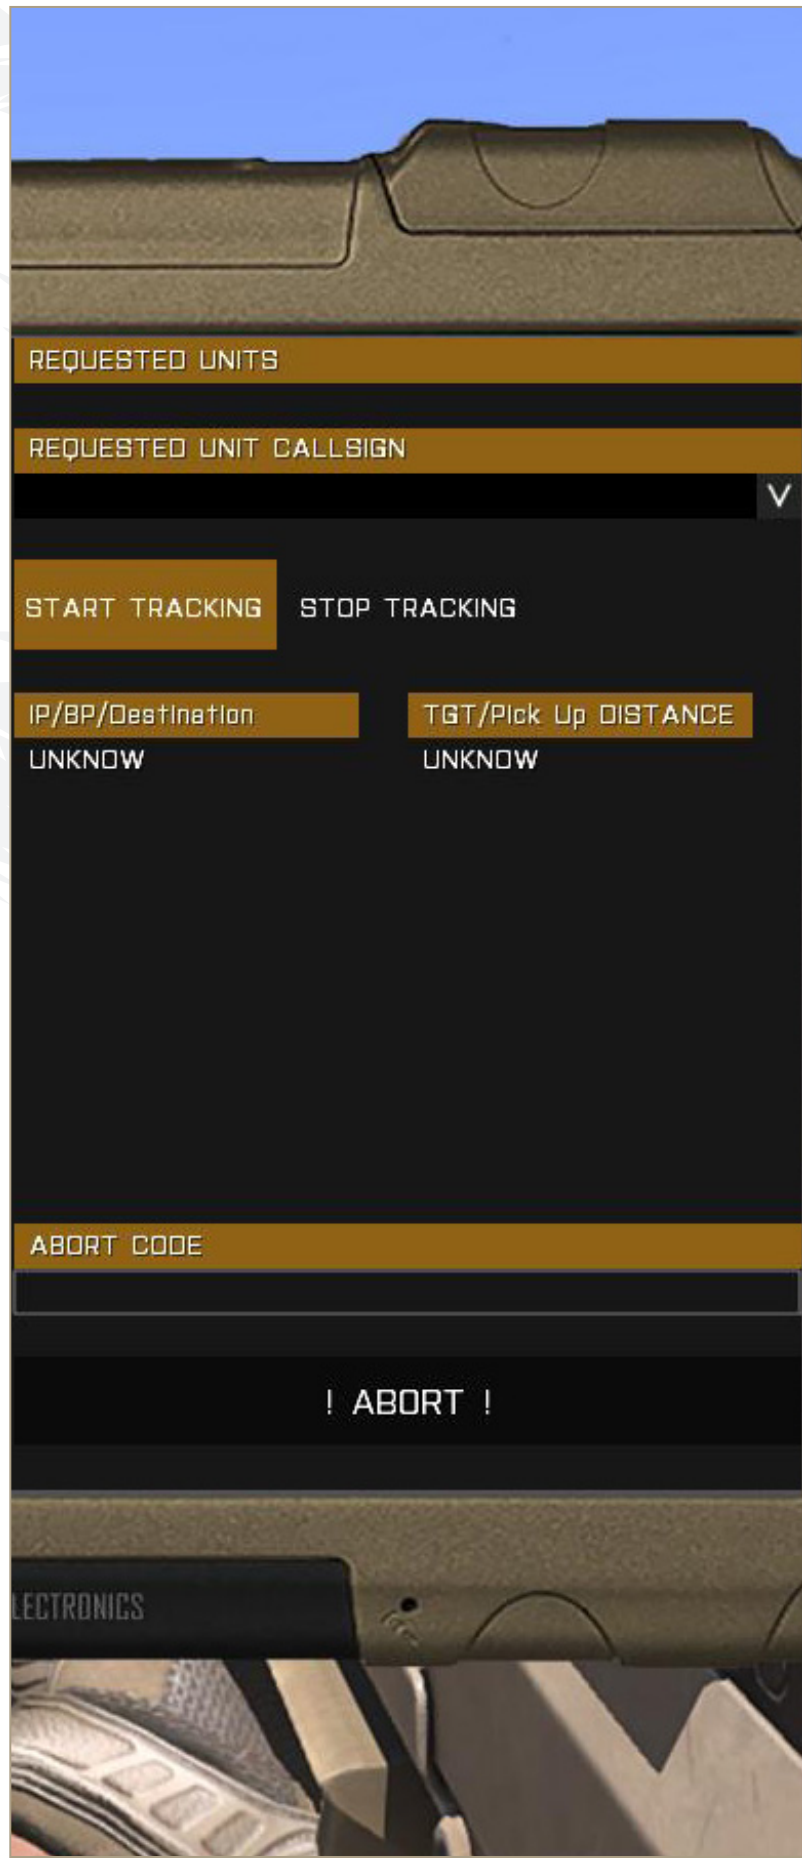 REQUESTED UNITS
REQUESTED UNIT CALLSIGN
V
START TRACKING STOP TRACKING
IP/BP/Destination TGT/Pick Up DISTANCE
UNKNOW UNKNOW
ABORT CODE
! ABORT !
LECTRONICS